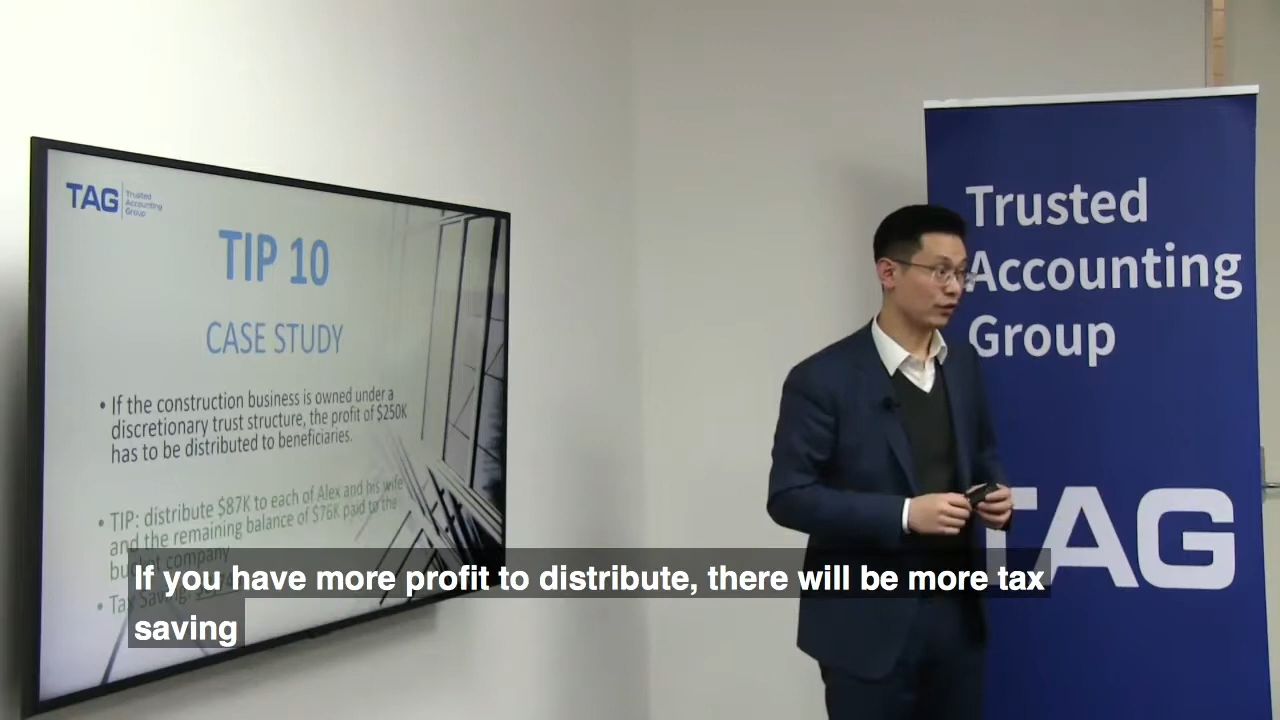 TAG
Trusted
Accounting
Group
TIP 10
CASE STUDY
• If the construction business is owned under a
discretionary trust structure, the profit of $250K
has to be distributed to beneficiaries.
• TIP: distribute $87K to each of Alex and his wife
and the remaining balance of $76K paid to the
company
• Tax Saving:
If you have more profit to distribute, there will be more tax
saving
Trusted
Accounting
Group
TAG